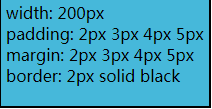 width: 200px
padding: 2px 3px 4px 5px
margin: 2px 3px 4px 5px
border: 2px solid black